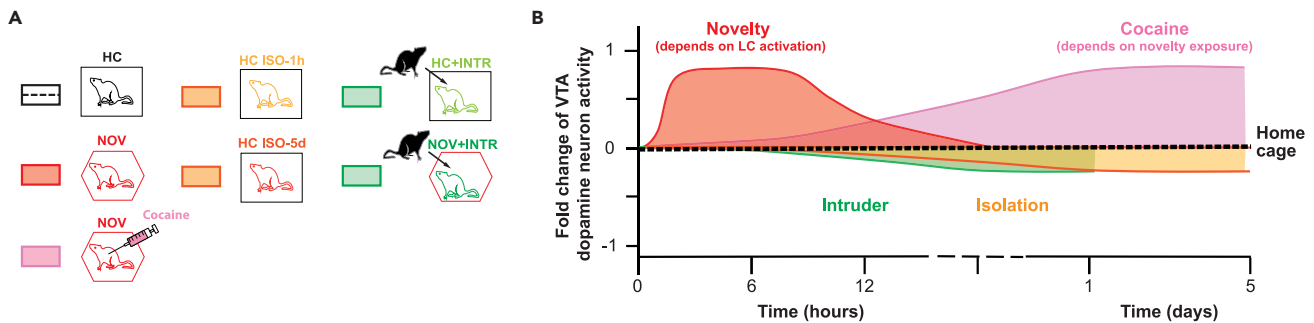 A
HC
HC ISO-1h
HC+INTR
NOV
HC ISO-5d
NOV+INTR
NOV
Cocaine
B
Fold change of VTA
dopamine neuron activity
1
0
-1
Novelty
(depends on LC activation)
Cocaine
(depends on novelty exposure)
Home
cage
Intruder
Isolation
0
6
12
1
5
Time (hours)
Time (days)